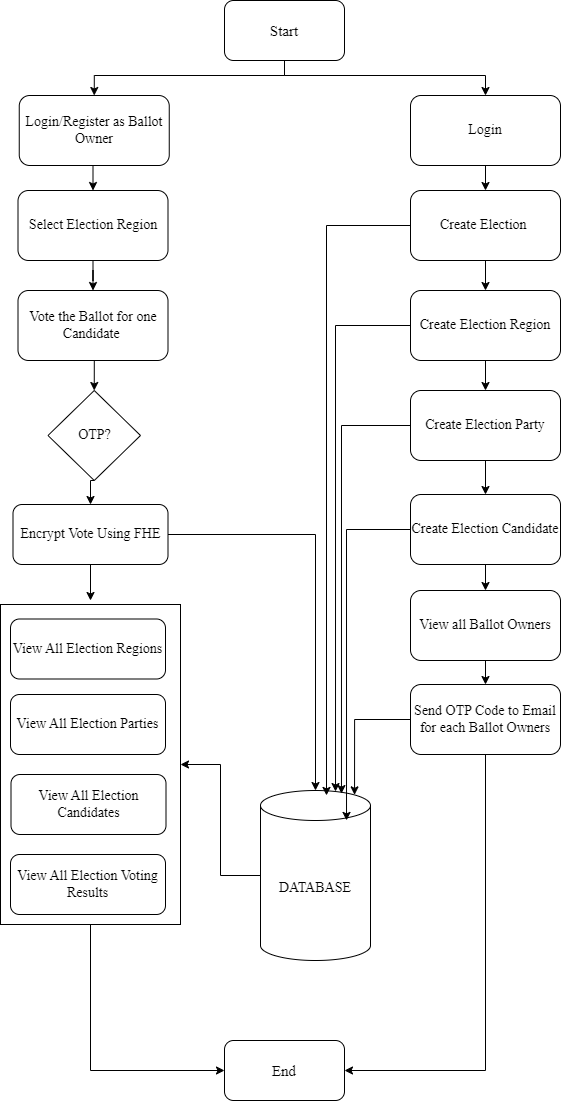 Start
Login/Register as Ballot
Owner
Select Election Region
Vote the Ballot for one
Candidate
OTP?
Encrypt Vote Using FHE
View All Election Regions
View All Election Parties
View All Election
Candidates
View All Election Voting
Results
Login
Create Election
Create Election Region
Create Election Party
Create Election Candidate
View all Ballot Owners
Send OTP Code to Email
for each Ballot Owners
DATABASE
End